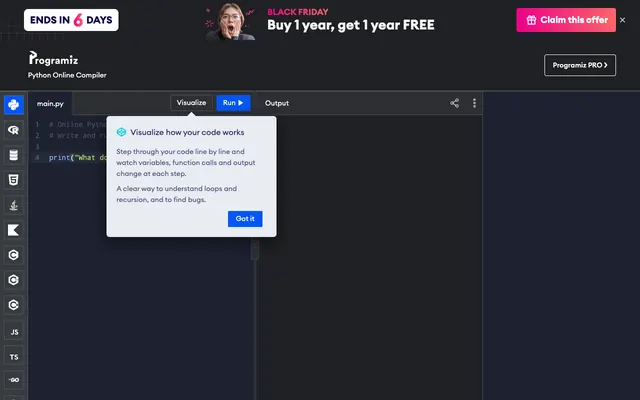 ENDS IN 6 DAYS
BLACK FRIDAY
Buy 1 year, get 1 year FREE
Claim this offer
Programiz
Python Online Compiler
Programiz PRO
main.py
Visualize
Run
Output
1 # Online Pyth
2 # Write and ru
3
4 print("What do
Visualize how your code works
Step through your code line by line and
watch variables, function calls and output
change at each step.
A clear way to understand loops and
recursion, and to find bugs.
Got it
JS
TS
GO